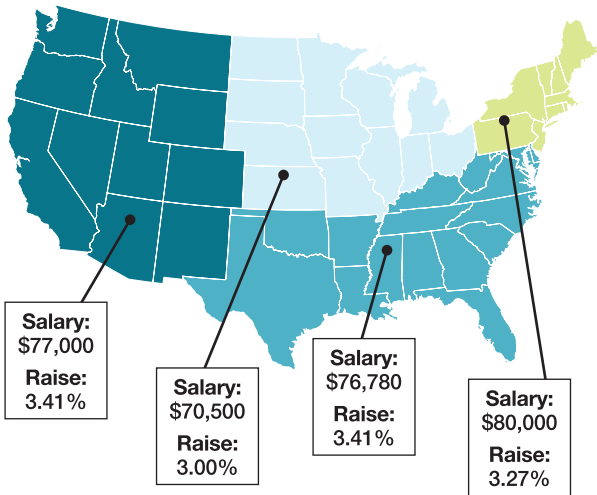 Salary:
$77,000
Raise:
3.41%
Salary:
$70,500
Raise:
3.00%
Salary:
$76,780
Raise:
3.41%
Salary:
$80,000
Raise:
3.27%